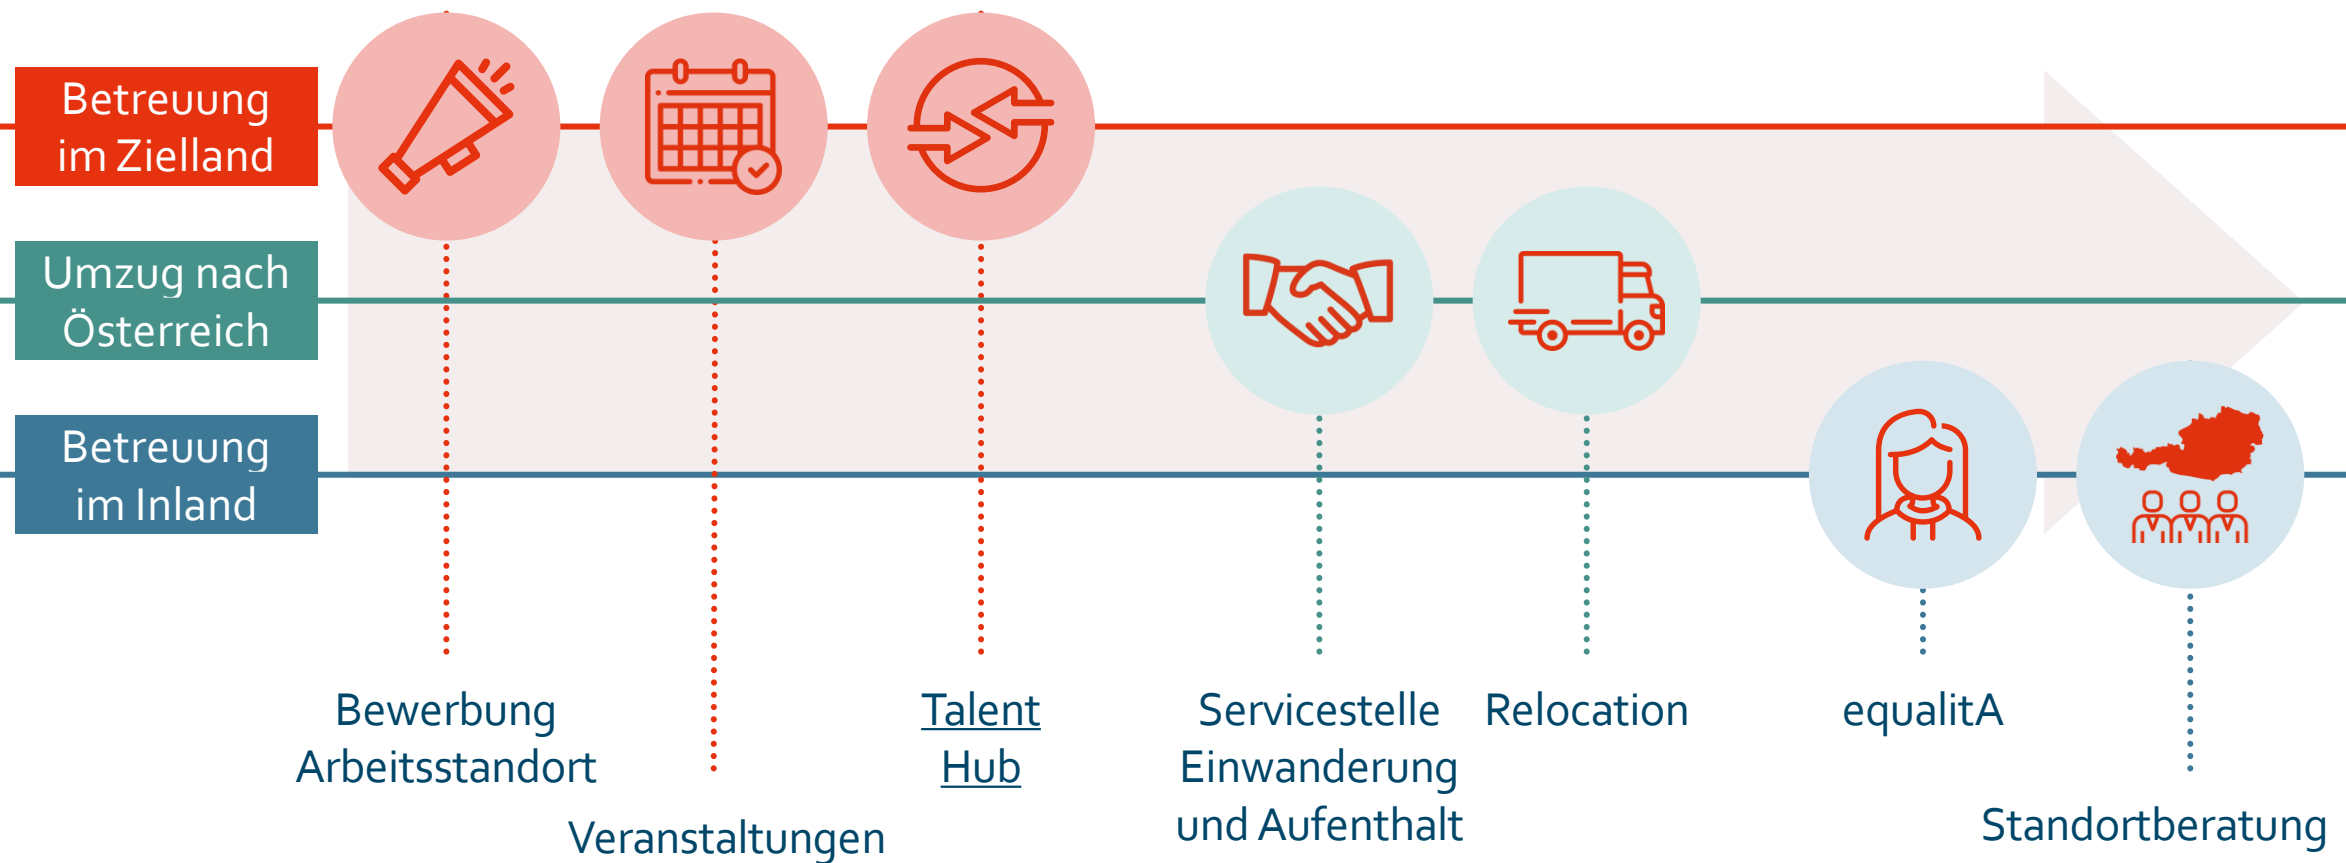 Betreuung
im Zielland
Umzug nach
Österreich
Betreuung
im Inland
Bewerbung
Arbeitsstandort
Veranstaltungen
Talent
Hub
Servicestelle
Einwanderung
und Aufenthalt
Relocation
equalitA
Standortberatung